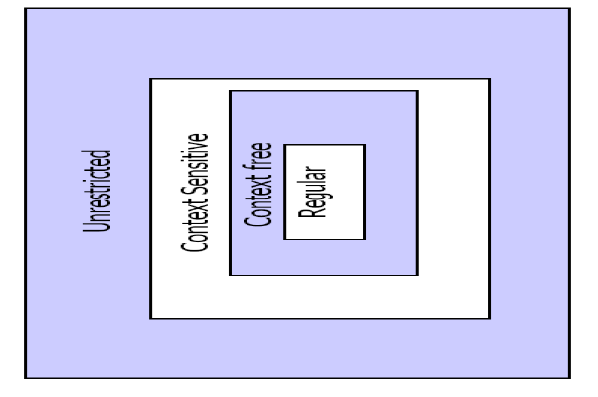 Unrestricted
Context Sensitive
Context free
Regular